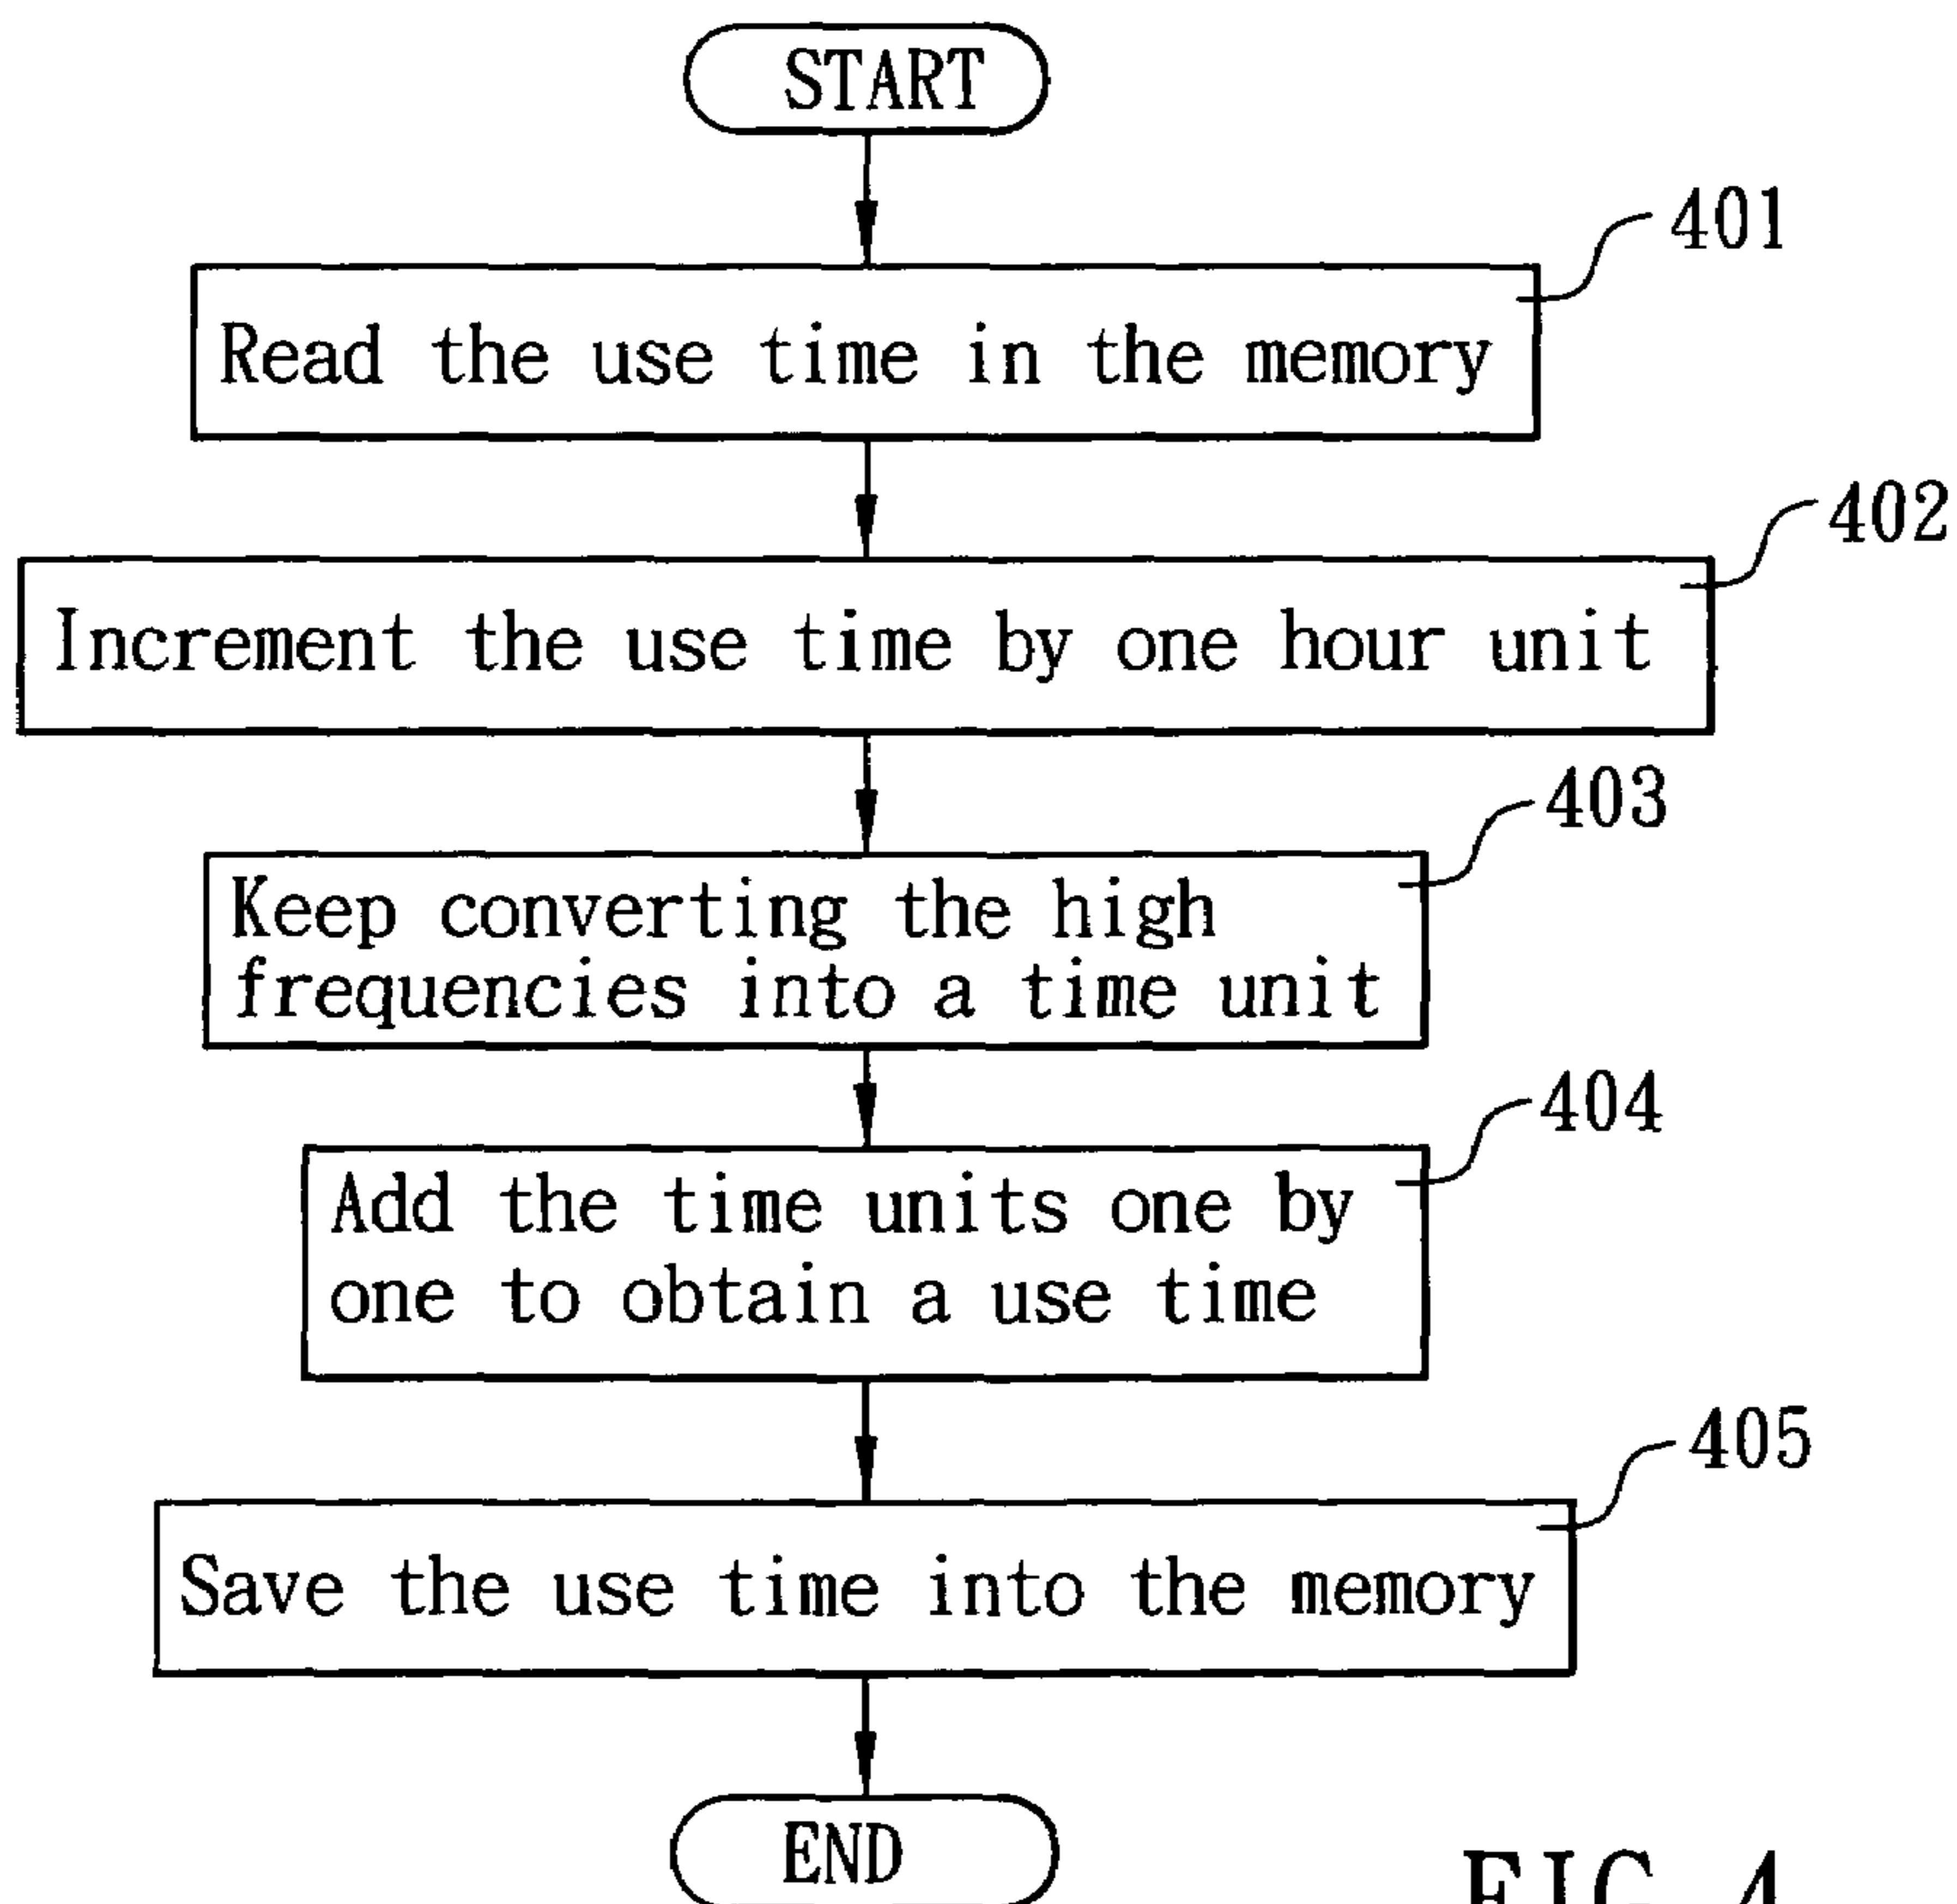 START
401
Read the use time in the memory
402
Increment the use time by one hour unit
403
Keep converting the high
frequencies into a time unit
404
Add the time units one by
one to obtain a use time
405
Save the use time into the memory
END
FIG. 4